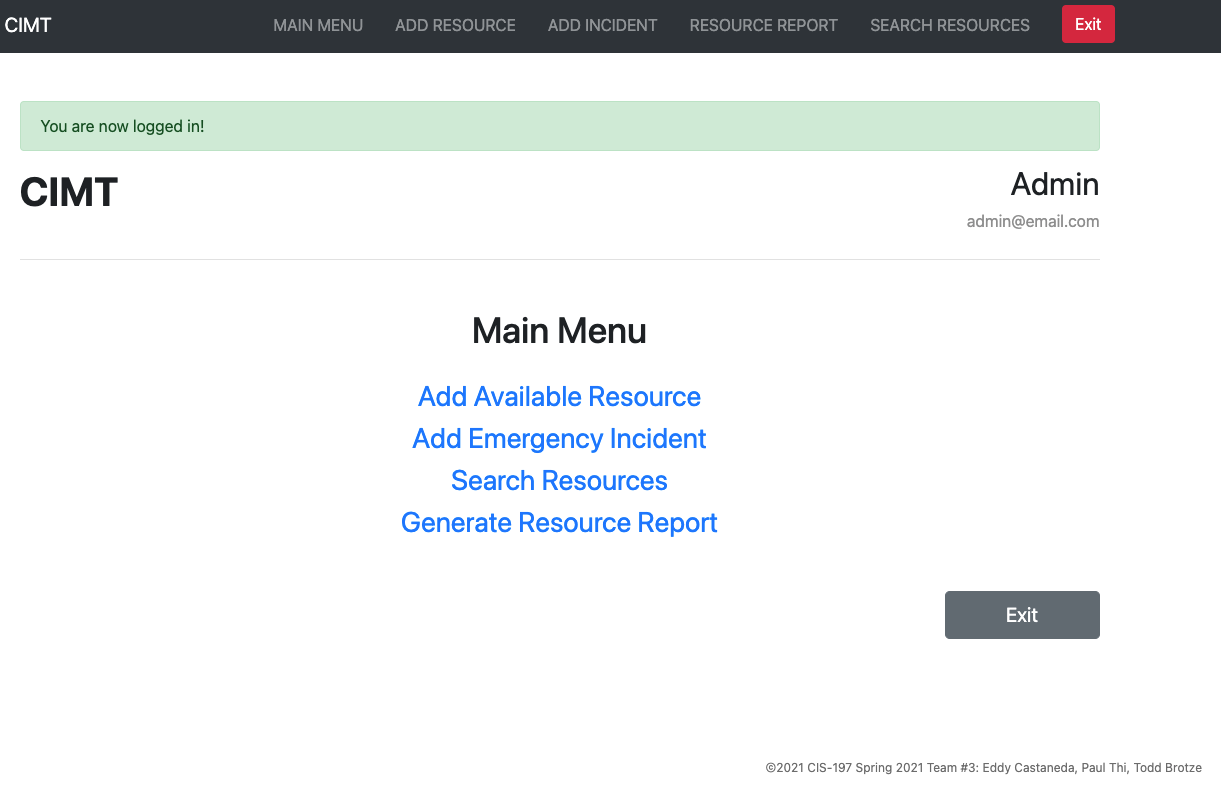 CIMT MAIN MENU ADD RESOURCE ADD INCIDENT RESOURCE REPORT SEARCH RESOURCES Exit
You are now logged in!
CIMT
Admin
admin@email.com
Main Menu
Add Available Resource
Add Emergency Incident
Search Resources
Generate Resource Report
Exit
©2021 CIS-197 Spring 2021 Team #3: Eddy Castaneda, Paul Thi, Todd Brotze